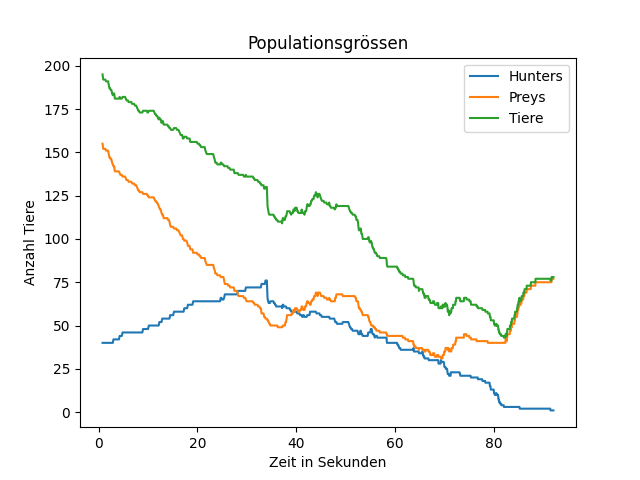 Populationsgrössen
Hunters
Preys
Tiere
Anzahl Tiere
200
175
150
125
100
75
50
25
0
0 20 40 60 80
Zeit in Sekunden